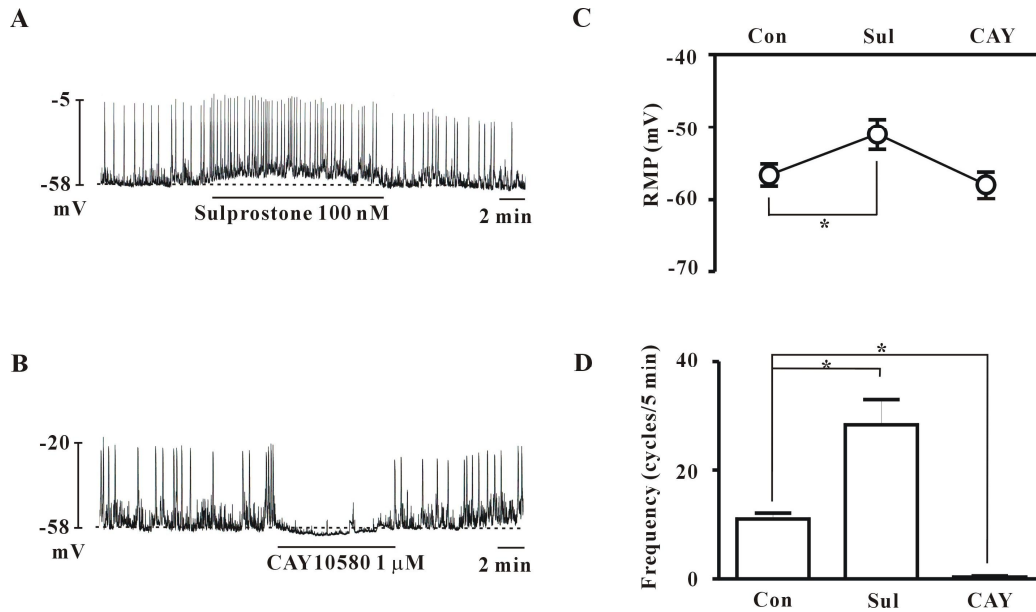 A
-5
-58
mV
Sulprostone 100 nM
2 min
B
-20
-58
mV
CAY10580 1 μM
2 min
C
Con Sul CAY
-40
-50
-60
-70
RMP (mV)
*
D
40
20
0
Frequency (cycles/5 min)
*
*
Con Sul CAY